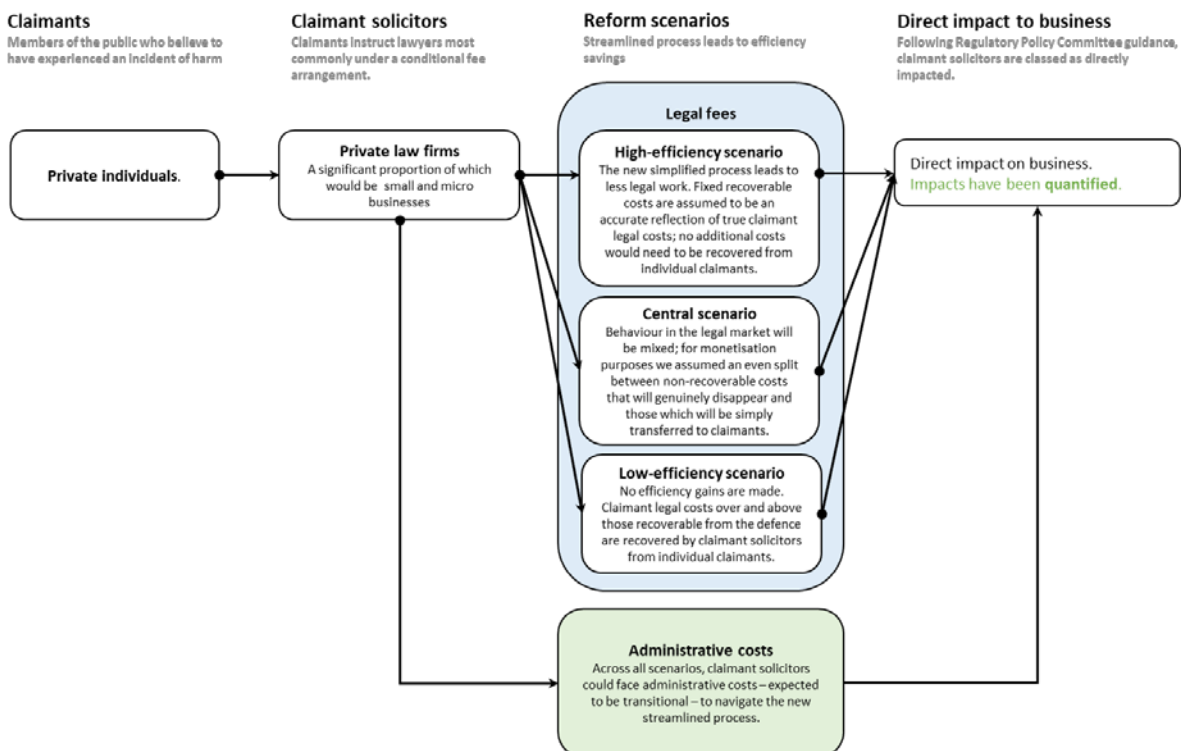 Claimants
Members of the public who believe to
have experienced an incident of harm
Claimant solicitors
Claimants instruct lawyers most
commonly under a conditional fee
arrangement.
Reform scenarios
Streamlined process leads to efficiency
savings
Direct impact to business
Following Regulatory Policy Committee guidance,
claimant solicitors are classed as directly
impacted.
Private individuals.
Private law firms
A significant proportion of which
would be small and micro
businesses
Legal fees
High-efficiency scenario
The new simplified process leads to
less legal work. Fixed recoverable
costs are assumed to be an
accurate reflection of true claimant
legal costs; no additional costs
would need to be recovered from
individual claimants.
Central scenario
Behaviour in the legal market will
be mixed; for monetisation
purposes we assumed an even split
between non-recoverable costs
that will genuinely disappear and
those which will be simply
transferred to claimants.
Low-efficiency scenario
No efficiency gains are made.
Claimant legal costs over and above
those recoverable from the defence
are recovered by claimant solicitors
from individual claimants.
Direct impact on business.
Impacts have been quantified.
Administrative costs
Across all scenarios, claimant solicitors
could face administrative costs – expected
to be transitional – to navigate the new
streamlined process.